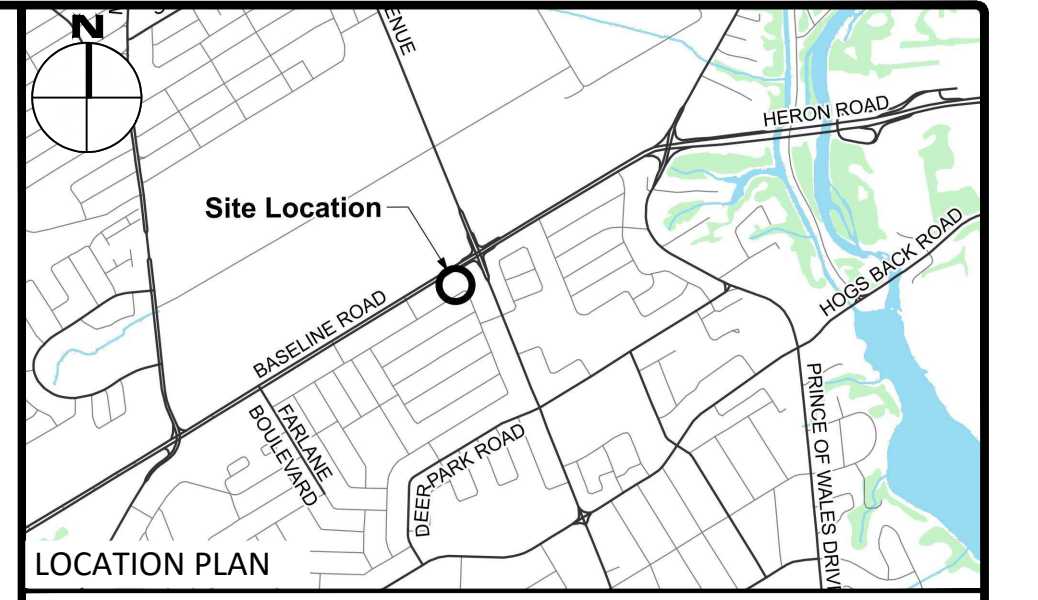 N
ENUE
HERON ROAD
Site Location
HOGS BACK ROAD
BASELINE ROAD
FARLANE
BOULEVARD
DEER PARK ROAD
PRINCE OF WALES DRIV
LOCATION PLAN